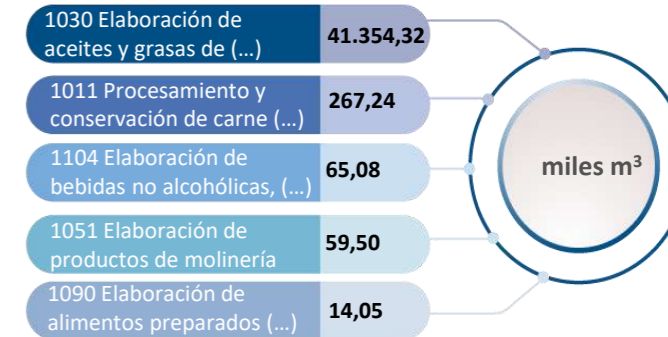 1030 Elaboración de
aceites y grasas de (...)
41.354,32
1011 Procesamiento y
conservación de carne (...)
267,24
1104 Elaboración de
bebidas no alcohólicas, (...)
65,08
1051 Elaboración de
productos de molinería
59,50
1090 Elaboración de
alimentos preparados (...)
14,05
miles m³